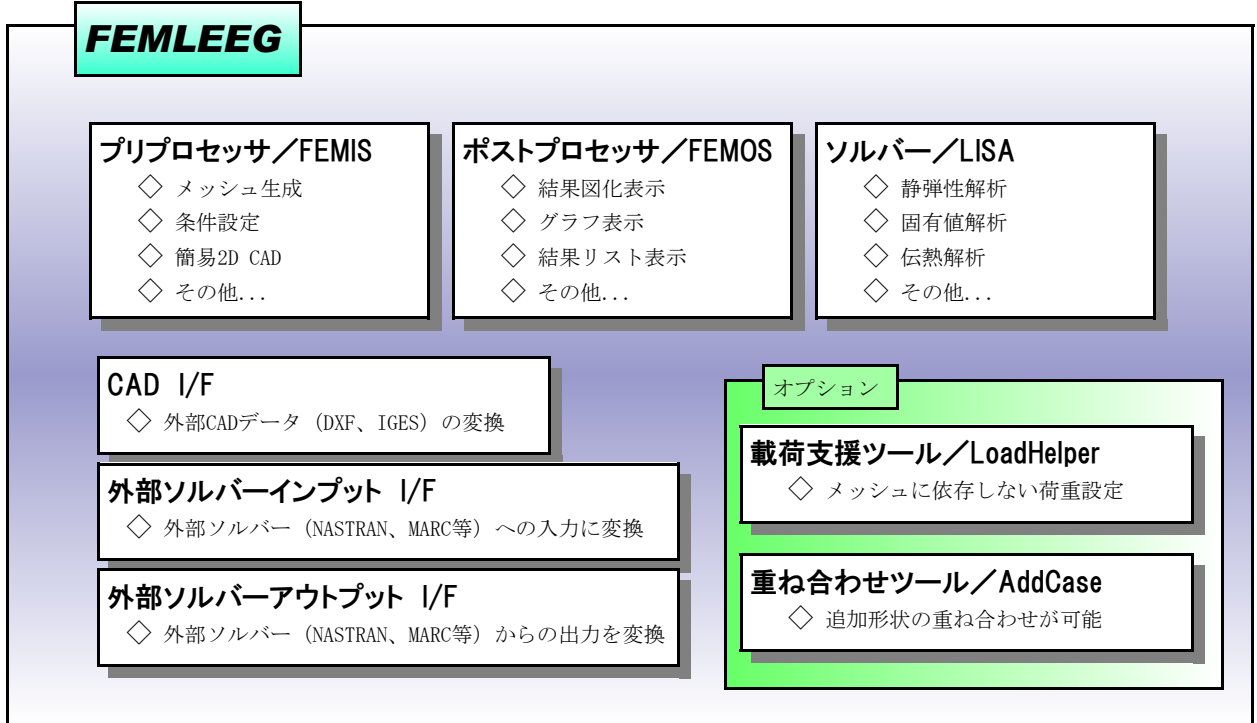 FEMLEEG
プリプロセッサ／FEMIS
◇ メッシュ生成
◇ 条件設定
◇ 簡易2D CAD
◇ その他...
ポストプロセッサ／FEMOS
◇ 結果図化表示
◇ グラフ表示
◇ 結果リスト表示
◇ その他...
ソルバー／LISA
◇ 静弾性解析
◇ 固有値解析
◇ 伝熱解析
◇ その他...
CAD I/F
◇ 外部CADデータ（DXF、IGES）の変換
外部ソルバーインプット I/F
◇ 外部ソルバー（NASTRAN、MARC等）への入力に変換
外部ソルバーアウトプット I/F
◇ 外部ソルバー（NASTRAN、MARC等）からの出力を変換
オプション
載荷支援ツール／LoadHelper
◇ メッシュに依存しない荷重設定
重ね合わせツール／AddCase
◇ 追加形状の重ね合わせが可能